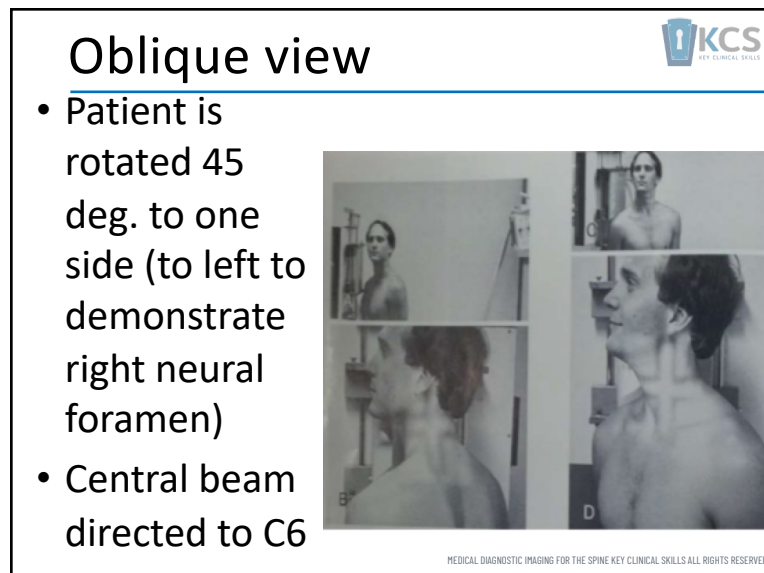 Oblique view
KCS
KEY CLINICAL SKILLS
• Patient is
rotated 45
deg. to one
side (to left to
demonstrate
right neural
foramen)
• Central beam
directed to C6
B
D
MEDICAL DIAGNOSTIC IMAGING FOR THE SPINE KEY CLINICAL SKILLS ALL RIGHTS RESERVE